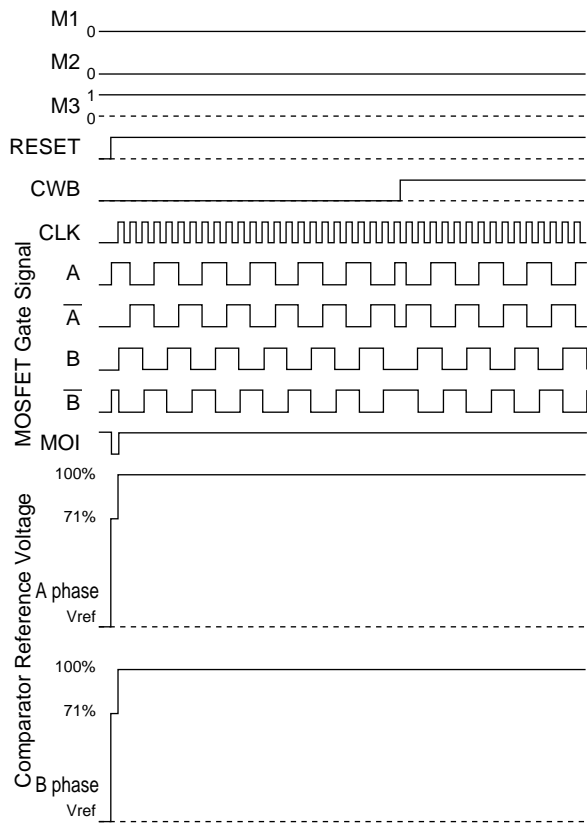 M1 0
M2 0
M3 1
0
RESET
CWB
CLK
MOSFET Gate Signal
A
A̅
B
B̅
MOI
Comparator Reference Voltage
100%
71%
A phase
Vref
100%
71%
B phase
Vref